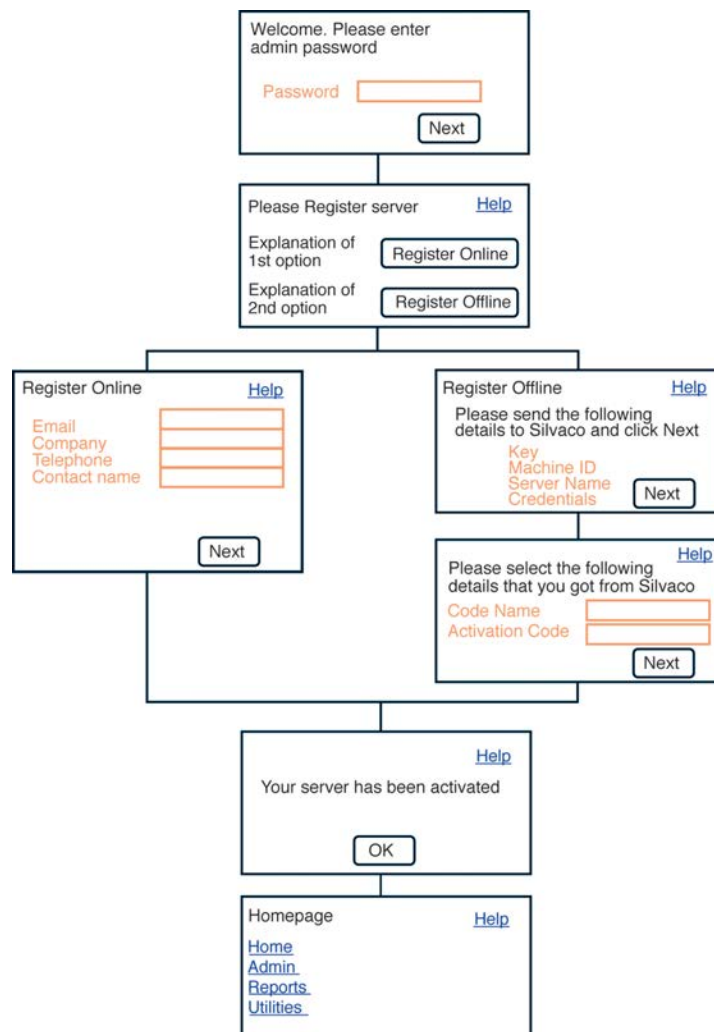 Welcome. Please enter
admin password
Password
Next
Please Register server
Help
Explanation of
1st option
Register Online
Explanation of
2nd option
Register Offline
Register Online
Help
Email
Company
Telephone
Contact name
Next
Register Offline
Help
Please send the following
details to Silvaco and click Next
Key
Machine ID
Server Name
Credentials
Next
Help
Please select the following
details that you got from Silvaco
Code Name
Activation Code
Next
Help
Your server has been activated
OK
Homepage
Help
Home
Admin
Reports
Utilities